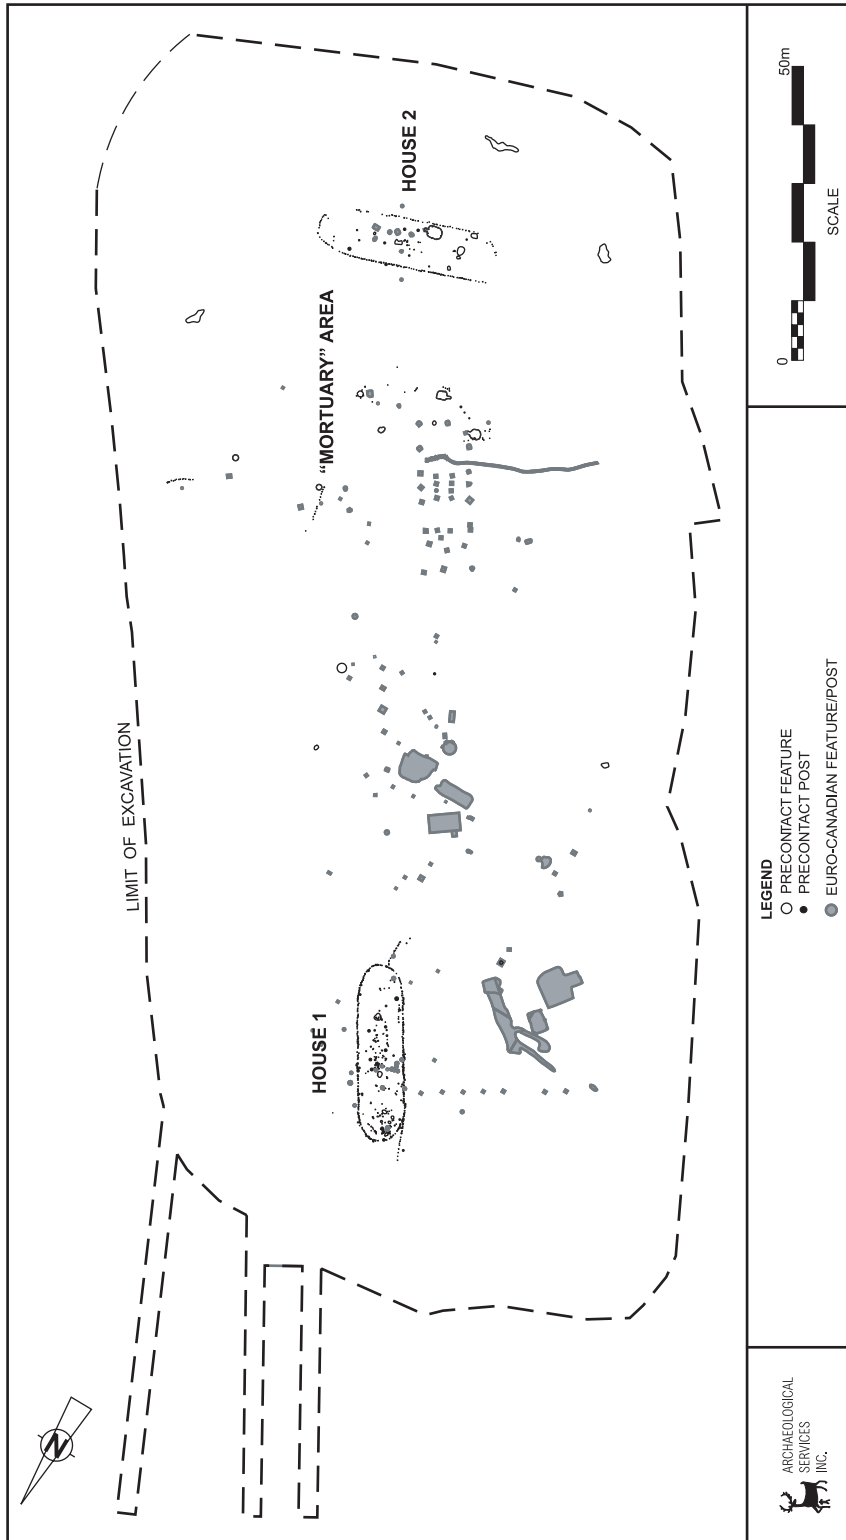 LIMIT OF EXCAVATION
HOUSE 1
"MORTUARY" AREA
HOUSE 2
N
ARCHAEOLOGICAL
SERVICES
INC.
LEGEND
PRECONTACT FEATURE
PRECONTACT POST
EURO-CANADIAN FEATURE/POST
0
50m
SCALE